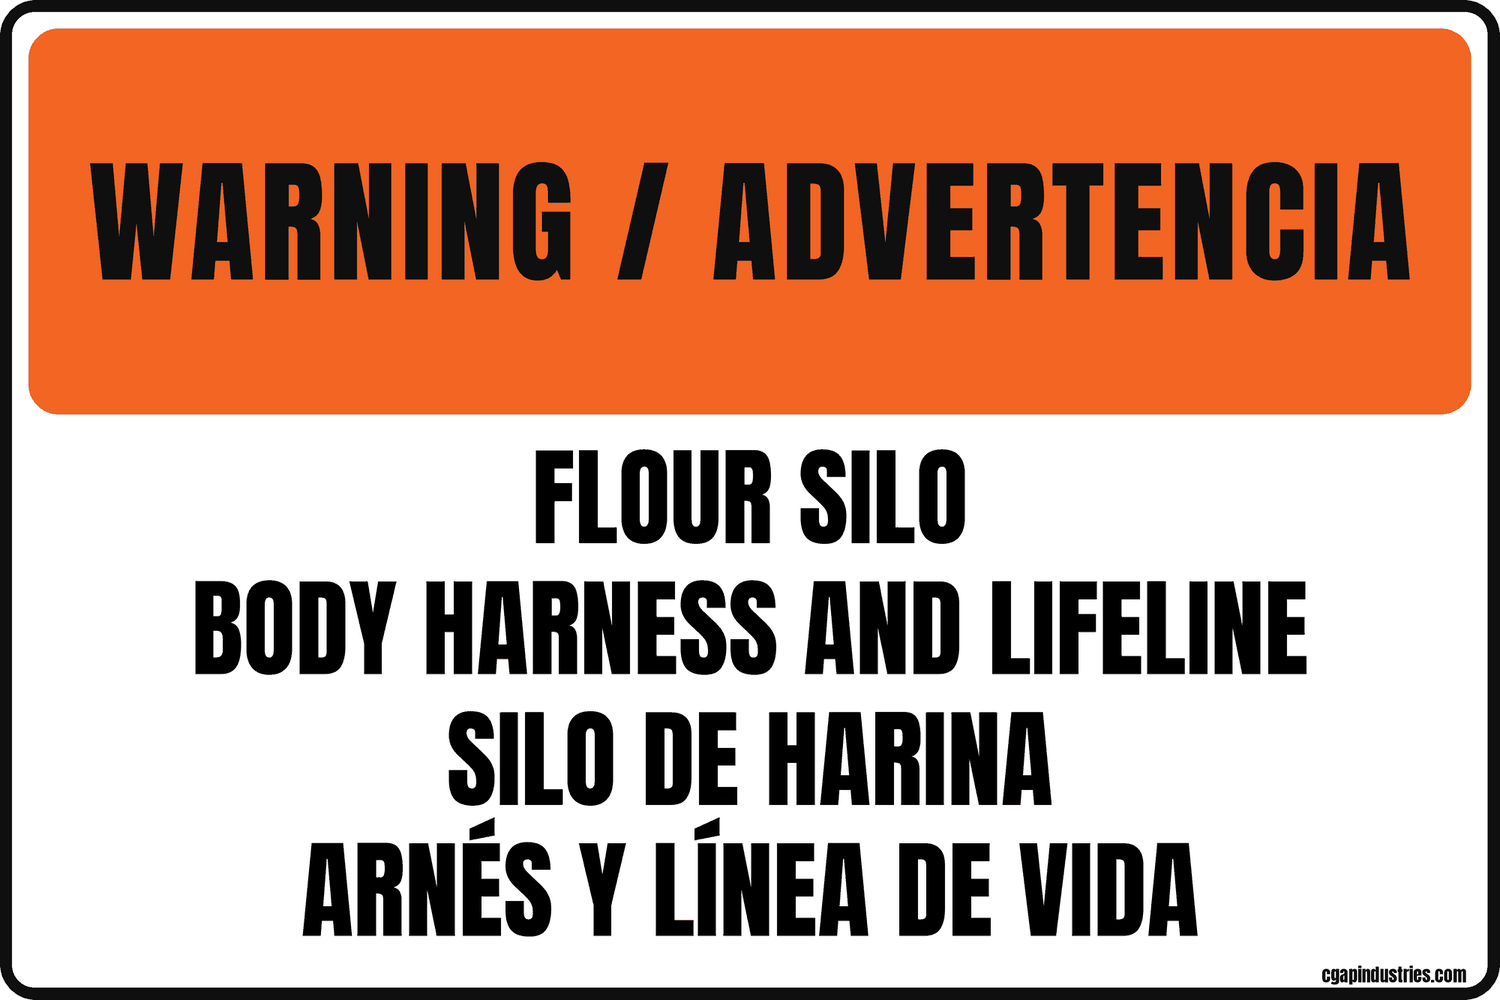 WARNING / ADVERTENCIA
FLOUR SILO
BODY HARNESS AND LIFELINE
SILO DE HARINA
ARNÉS Y LÍNEA DE VIDA
cgapindustries.com